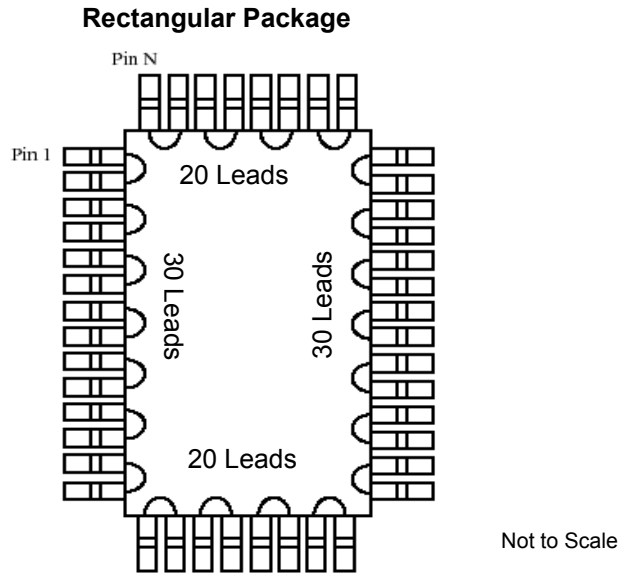 Rectangular Package
Pin N
Pin 1
20 Leads
30 Leads
30 Leads
20 Leads
Not to Scale